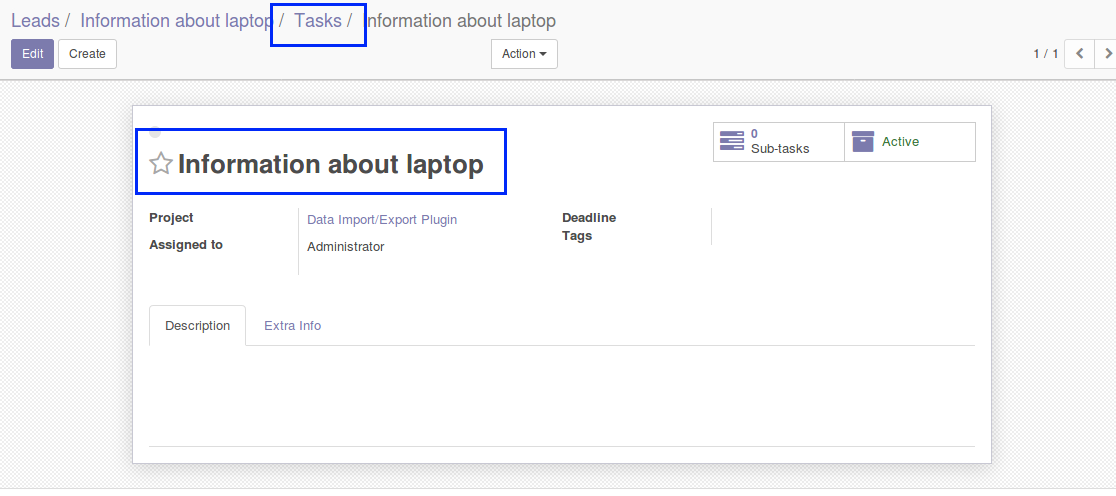 Leads / Information about laptop / Tasks / Information about laptop
Edit Create Action 1 / 1
0
Sub-tasks
Active
Information about laptop
Project Data Import/Export Plugin
Assigned to Administrator
Deadline
Tags
Description Extra Info